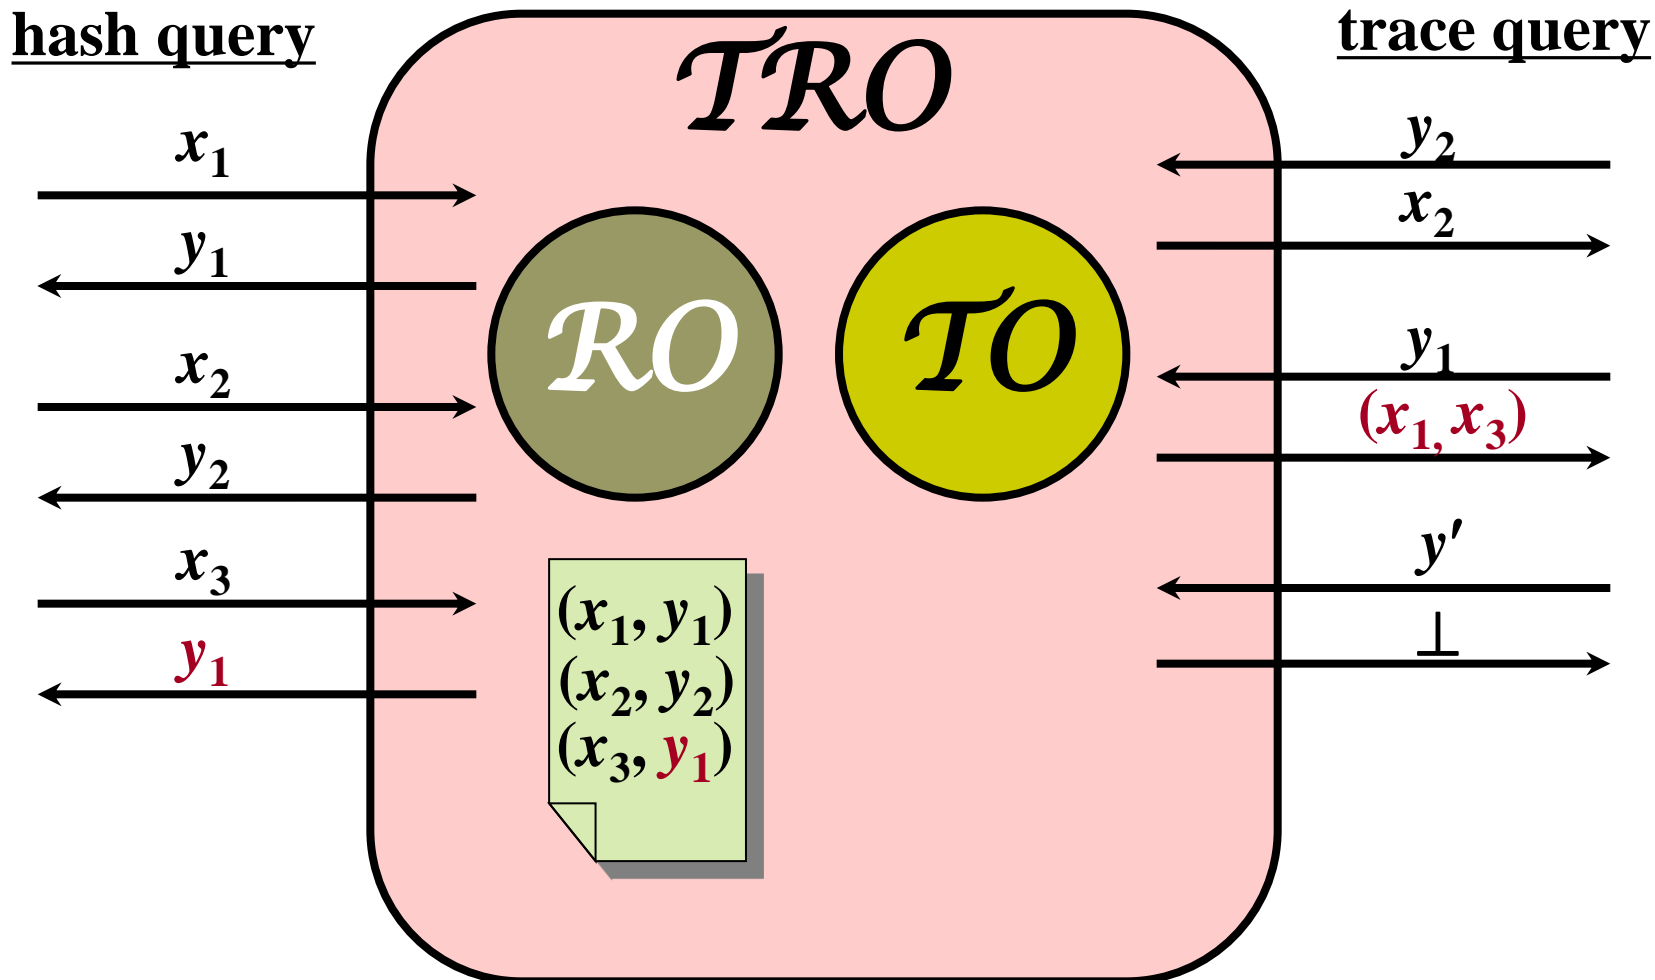 hash query
x₁
y₁
x₂
y₂
x₃
y₁
𝒯ℛ𝒪
ℛ𝒪
𝒯𝒪
(x₁, y₁)
(x₂, y₂)
(x₃, y₁)
trace query
y₂
x₂
y₁
(x₁, x₃)
y′
⊥